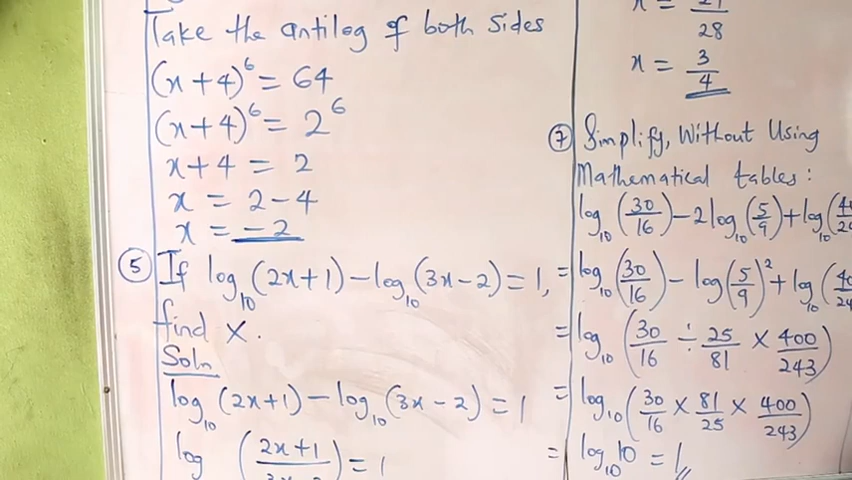 Take the antilog of both sides
(x+4)⁶ = 64
(x+4)⁶ = 2⁶
x+4 = 2
x = 2-4
x = -2
⑤ If log₁₀(2x+1) - log₁₀(3x-2) = 1,
find x.
Soln
log₁₀(2x+1) - log₁₀(3x-2) = 1
log (2x+1/) = 1
x = /28
x = 3/4
⑦ Simplify, Without Using
Mathematical tables:
log₁₀(30/16) - 2log₁₀(5/9) + log₁₀(
= log₁₀(30/16) - log(5/9)² + log₁₀(
= log₁₀(30/16 ÷ 25/81 × 400/243)
= log₁₀(30/16 × 81/25 × 400/243)
= log₁₀10 = 1